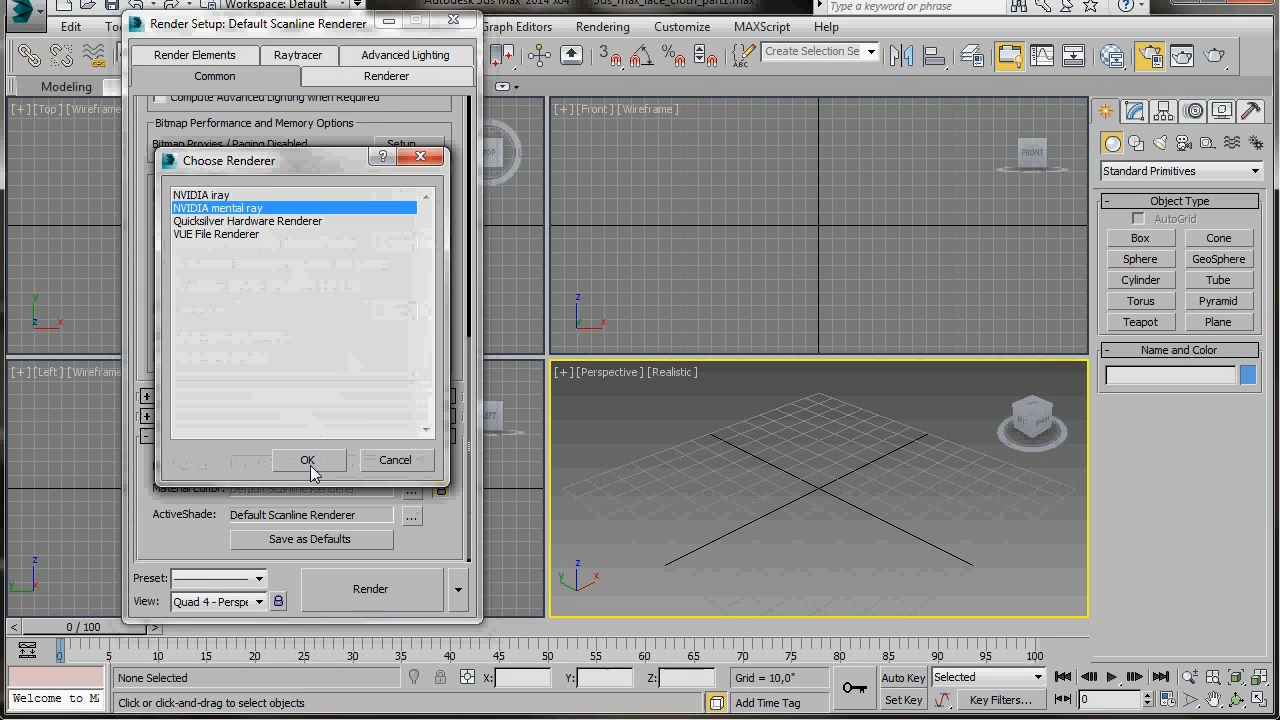 Workspace: Default
Autodesk 3ds Max 2014 x64
3ds_max_face_cloth_part1.max
Type a keyword or phrase
Render Setup: Default Scanline Renderer
Edit
Graph Editors
Rendering
Customize
MAXScript
Help
Render Elements
Raytracer
Advanced Lighting
Common
Renderer
3
ABC
Create Selection Se
Modeling
Compute Advanced Lighting when Required
Bitmap Performance and Memory Options
Bitmap Proxies / Paging Disabled
Setup...
Choose Renderer
NVIDIA iray
NVIDIA mental ray
Quicksilver Hardware Renderer
VUE File Renderer
OK
Cancel
Material Editor:
Default Scanline Renderer
...
ActiveShade:
Default Scanline Renderer
...
Save as Defaults
Preset:
View:
Quad 4 - Perspe
Render
[+] [Top] [Wireframe
TOP
[+] [Front] [Wireframe]
FRONT
[+] [Left] [Wirefram
LEFT
[+] [Perspective] [Realistic]
y
z
x
z
x
z
y
z
y
x
Standard Primitives
Object Type
AutoGrid
Box
Cone
Sphere
GeoSphere
Cylinder
Tube
Torus
Pyramid
Teapot
Plane
Name and Color
< 0 / 100 >
0 5 10 15 20 25 30 35 40 45 50 55 60 65 70 75 80 85 90 95 100
None Selected
X:
Y:
Z:
Grid = 10,0"
Auto Key
Selected
Welcome to M
Click or click-and-drag to select objects
Add Time Tag
Set Key
Key Filters...
0